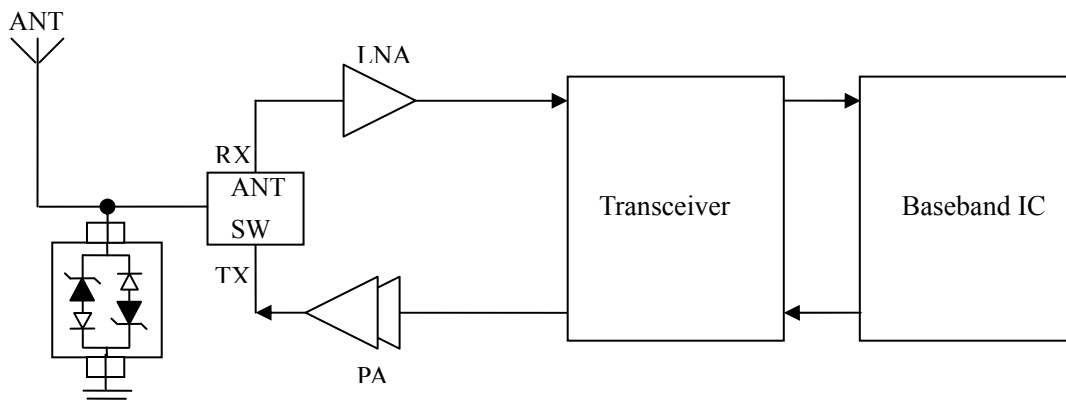 ANT
LNA
RX
ANT
SW
TX
PA
Transceiver
Baseband IC